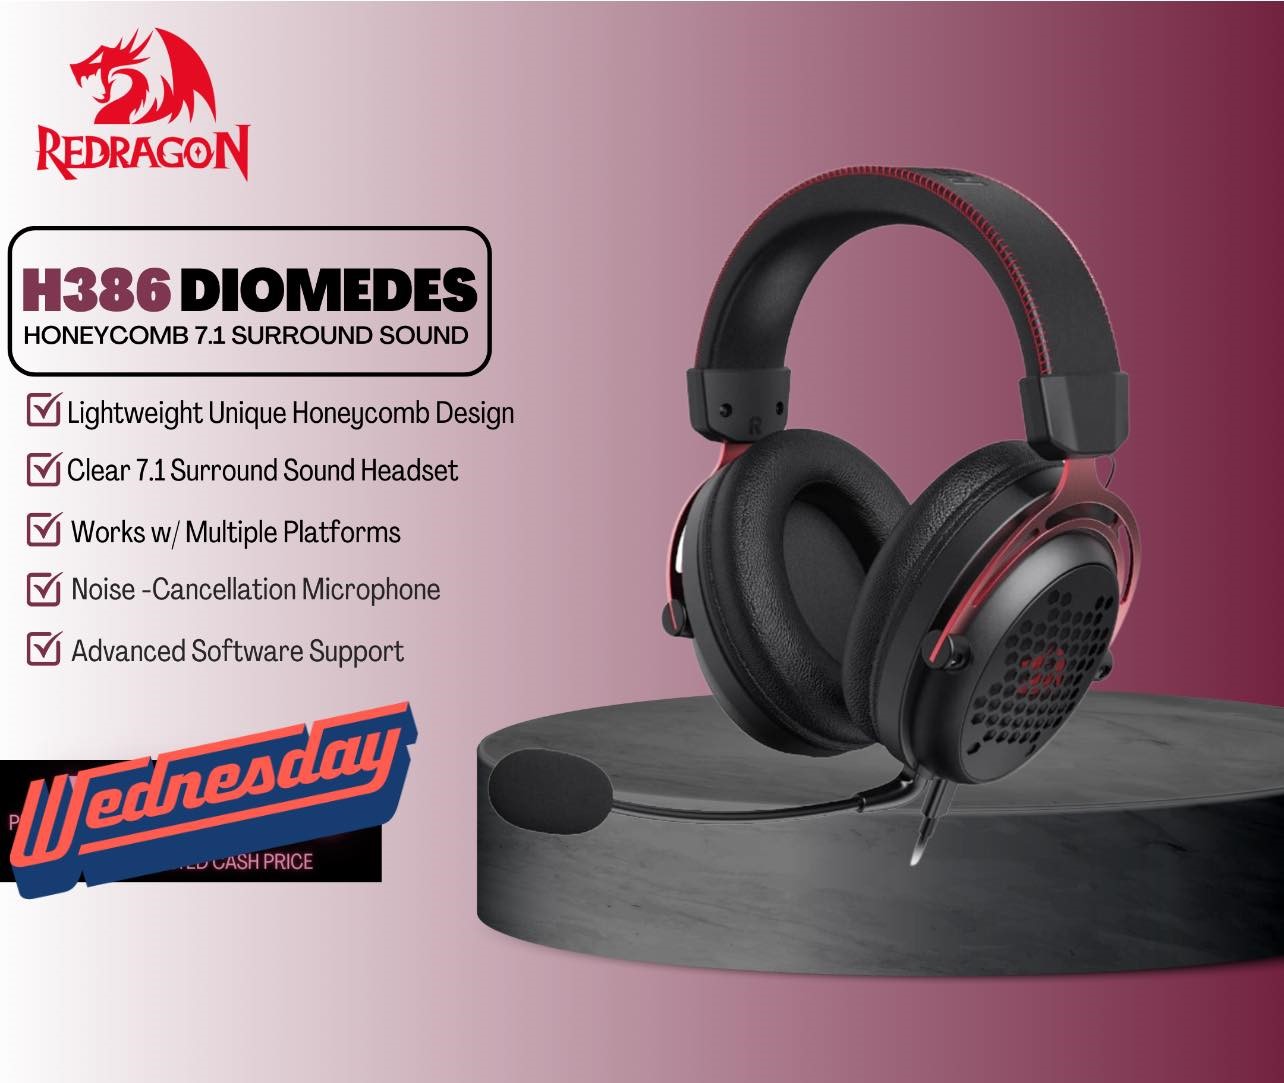 REDRAGON
H386 DIOMEDES
HONEYCOMB 7.1 SURROUND SOUND
Lightweight Unique Honeycomb Design
Clear 7.1 Surround Sound Headset
Works w/ Multiple Platforms
Noise -Cancellation Microphone
Advanced Software Support
Wednesday
CASH PRICE
R